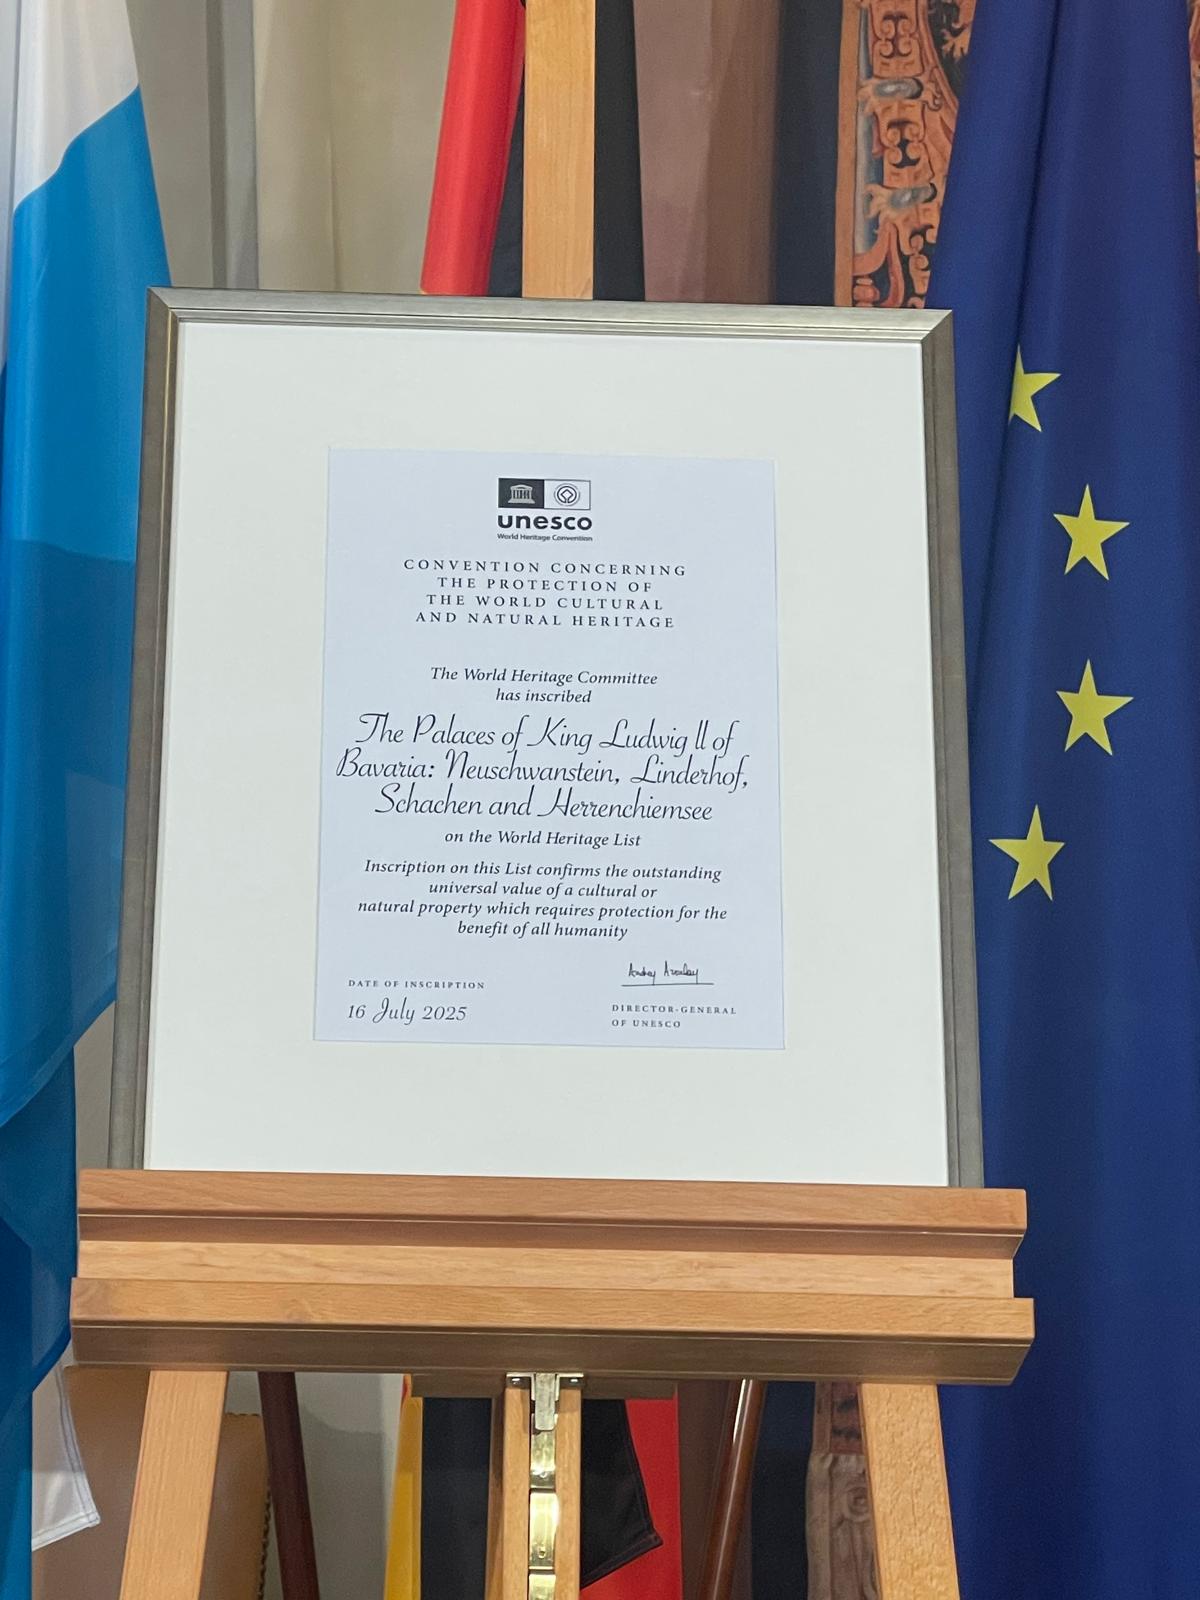 unesco
World Heritage Convention
CONVENTION CONCERNING
THE PROTECTION OF
THE WORLD CULTURAL
AND NATURAL HERITAGE
The World Heritage Committee
has inscribed
The Palaces of King Ludwig II of
Bavaria: Neuschwanstein, Linderhof,
Schachen and Herrenchiemsee
on the World Heritage List
Inscription on this List confirms the outstanding
universal value of a cultural or
natural property which requires protection for the
benefit of all humanity
Audrey Azoulay
DATE OF INSCRIPTION
16 July 2025
DIRECTOR-GENERAL
OF UNESCO